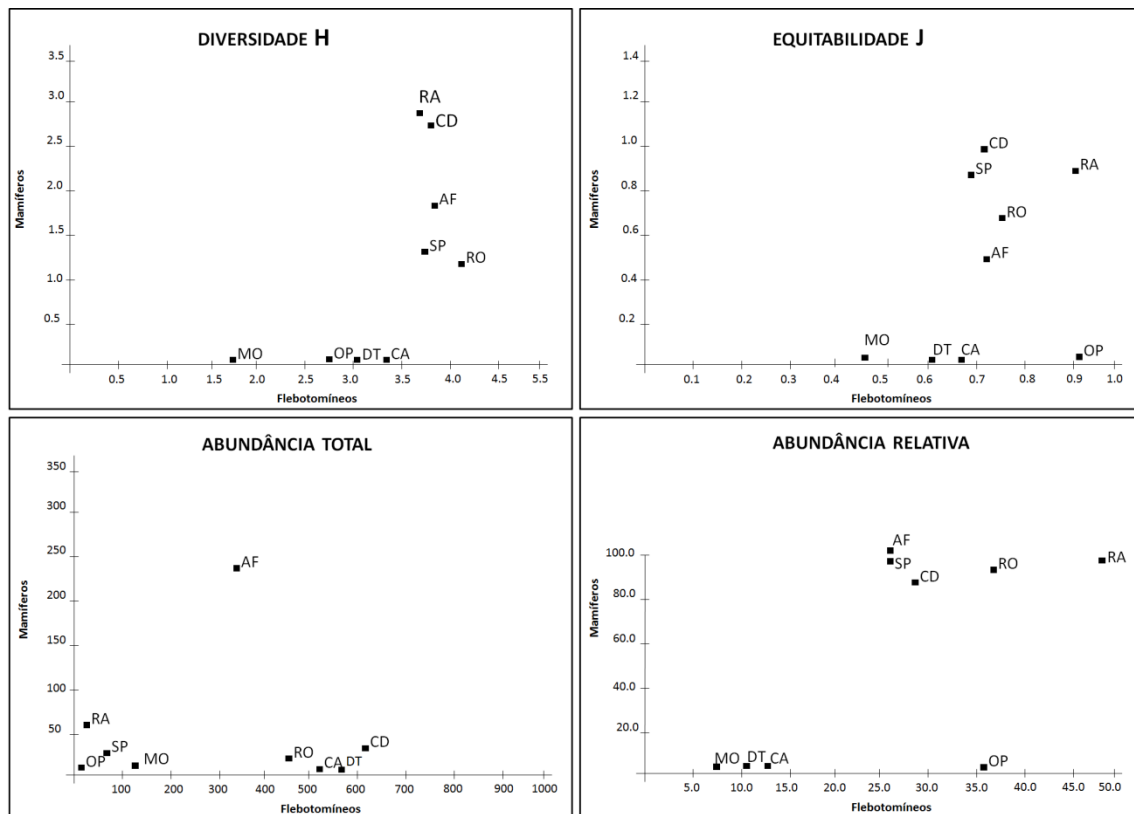 DIVERSIDADE H
3.5
3.0
2.5
2.0
1.5
1.0
0.5
Mamíferos
RA
CD
AF
SP
RO
MO
OP
DT
CA
0.5 1.0 1.5 2.0 2.5 3.0 3.5 4.0 4.5 5.5
Flebotomíneos
EQUITABILIDADE J
1.4
1.2
1.0
0.8
0.6
0.4
0.2
Mamíferos
CD
SP
RA
RO
AF
MO
DT
CA
OP
0.1 0.2 0.3 0.4 0.5 0.6 0.7 0.8 0.9 1.0
Flebotomíneos
ABUNDÂNCIA TOTAL
350
300
250
200
150
100
50
Mamíferos
AF
RA
SP
OP
MO
RO
CA
DT
CD
100 200 300 400 500 600 700 800 900 1000
Flebotomíneos
ABUNDÂNCIA RELATIVA
100.0
80.0
60.0
40.0
20.0
Mamíferos
AF
SP
CD
RO
RA
MO
DT
CA
OP
5.0 10.0 15.0 20.0 25.0 30.0 35.0 40.0 45.0 50.0
Flebotomíneos